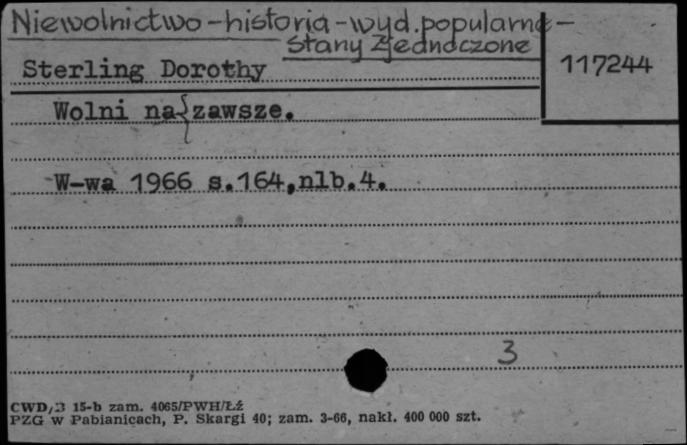 Niewolnictwo-historia-wyd.popularne-
Stany Zjednoczone
Sterling Dorothy
117244
Wolni na zawsze.
W-wa 1966 s.164,nlb.4.
3
CWD/3 15-b zam. 4065/PWH/Łź
PZG w Pabianicach, P. Skargi 40; zam. 3-66, nakł. 400 000 szt.